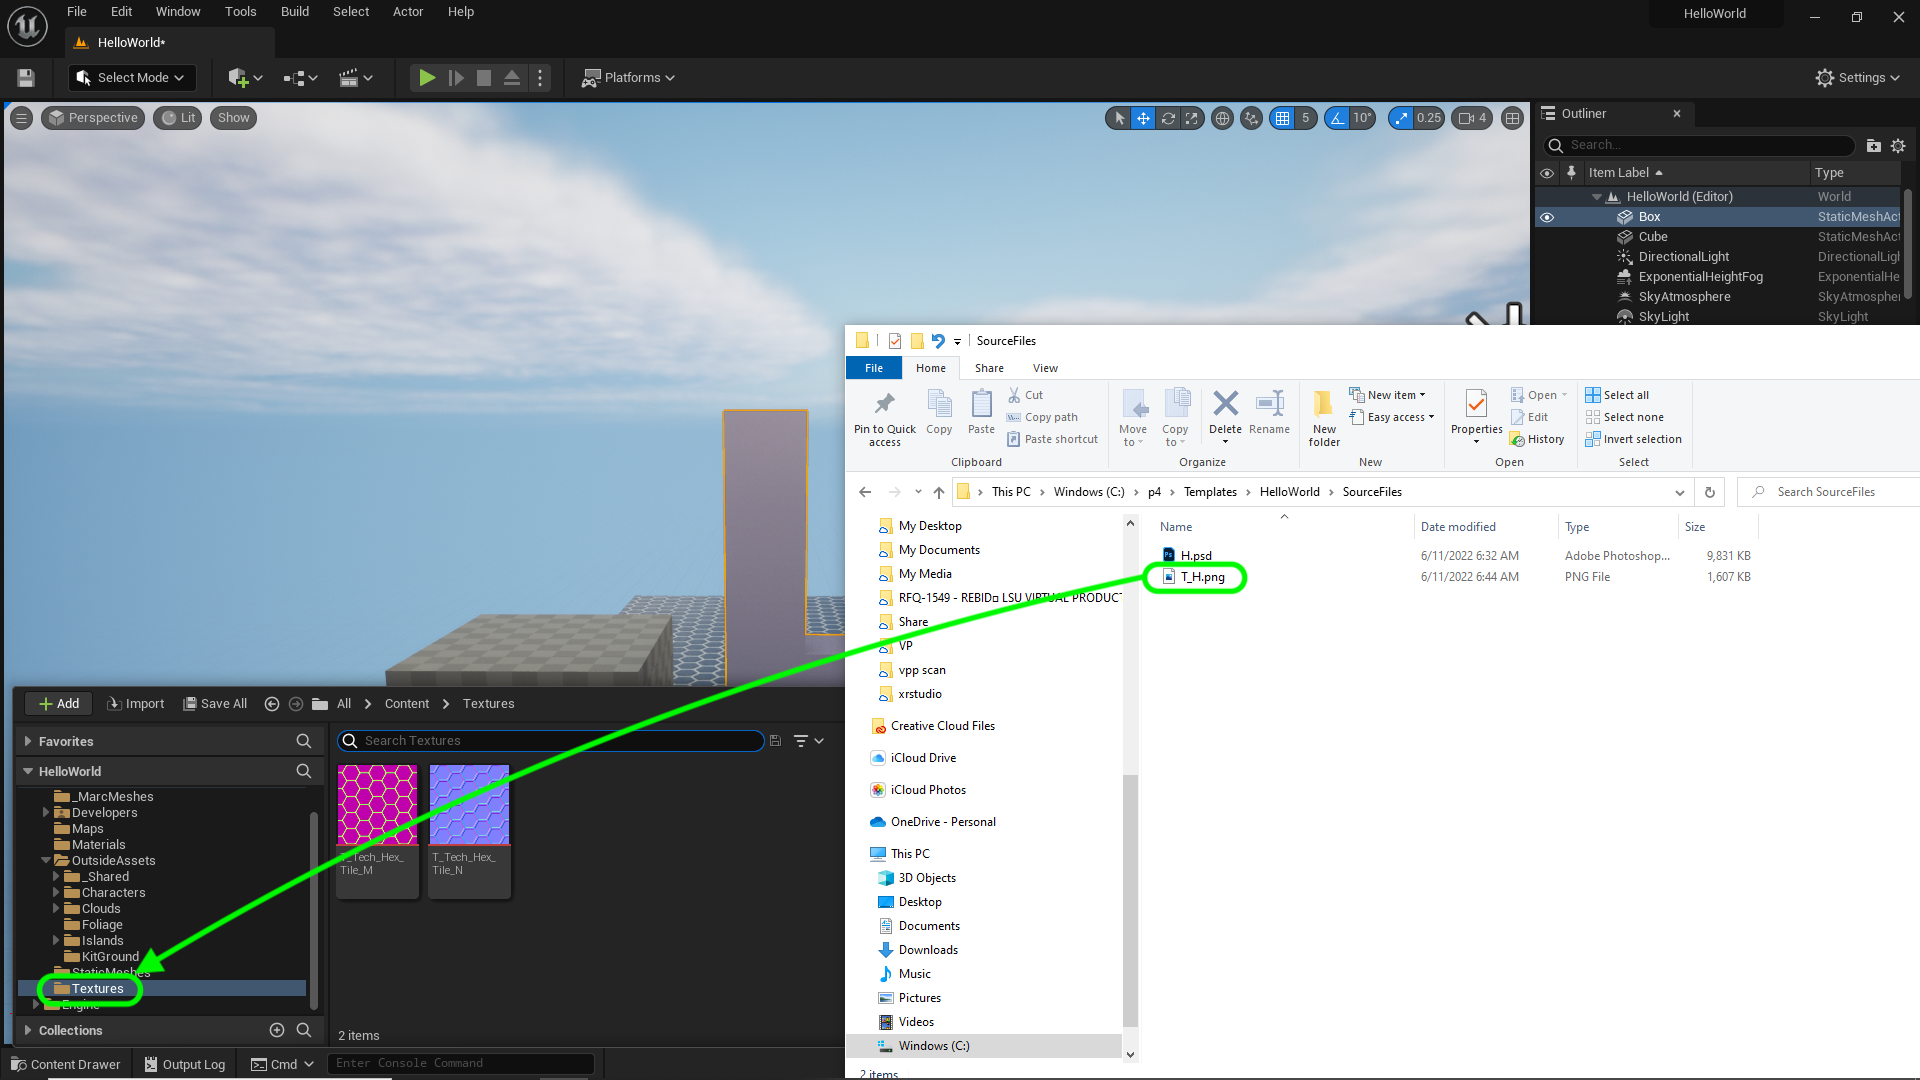 File Edit Window Tools Build Select Actor Help
HelloWorld
HelloWorld*
Select Mode
Platforms
Settings
Perspective Lit Show
5 10° 0.25 4
Outliner
Search...
Item Label Type
HelloWorld (Editor) World
Box StaticMeshAct
Cube StaticMeshAct
DirectionalLight DirectionalLigh
ExponentialHeightFog ExponentialHe
SkyAtmosphere SkyAtmospher
SkyLight SkyLight
SourceFiles
File Home Share View
Pin to Quick access
Copy
Paste
Cut
Copy path
Paste shortcut
Clipboard
Move to
Copy to
Delete
Rename
Organize
New folder
New item
Easy access
New
Properties
Open
Edit
History
Open
Select all
Select none
Invert selection
Select
This PC Windows (C:) p4 Templates HelloWorld SourceFiles
Search SourceFiles
Name Date modified Type Size
H.psd 6/11/2022 6:32 AM Adobe Photoshop... 9,831 KB
T_H.png 6/11/2022 6:44 AM PNG File 1,607 KB
My Desktop
My Documents
My Media
RFQ-1549 - REBID LSU VIRTUAL PRODUCT
Share
VP
vpp scan
xrstudio
Creative Cloud Files
iCloud Drive
iCloud Photos
OneDrive - Personal
This PC
3D Objects
Desktop
Documents
Downloads
Music
Pictures
Videos
Windows (C:)
2 items
Add Import Save All All Content Textures
Favorites
Search Textures
HelloWorld
_MarcMeshes
Developers
Maps
Materials
OutsideAssets
_Shared
Characters
Clouds
Foliage
Islands
KitGround
StaticMeshes
Textures
Engine
Collections
T_Tech_Hex_
Tile_M
T_Tech_Hex_
Tile_N
2 items
Content Drawer Output Log Cmd Enter Console Command